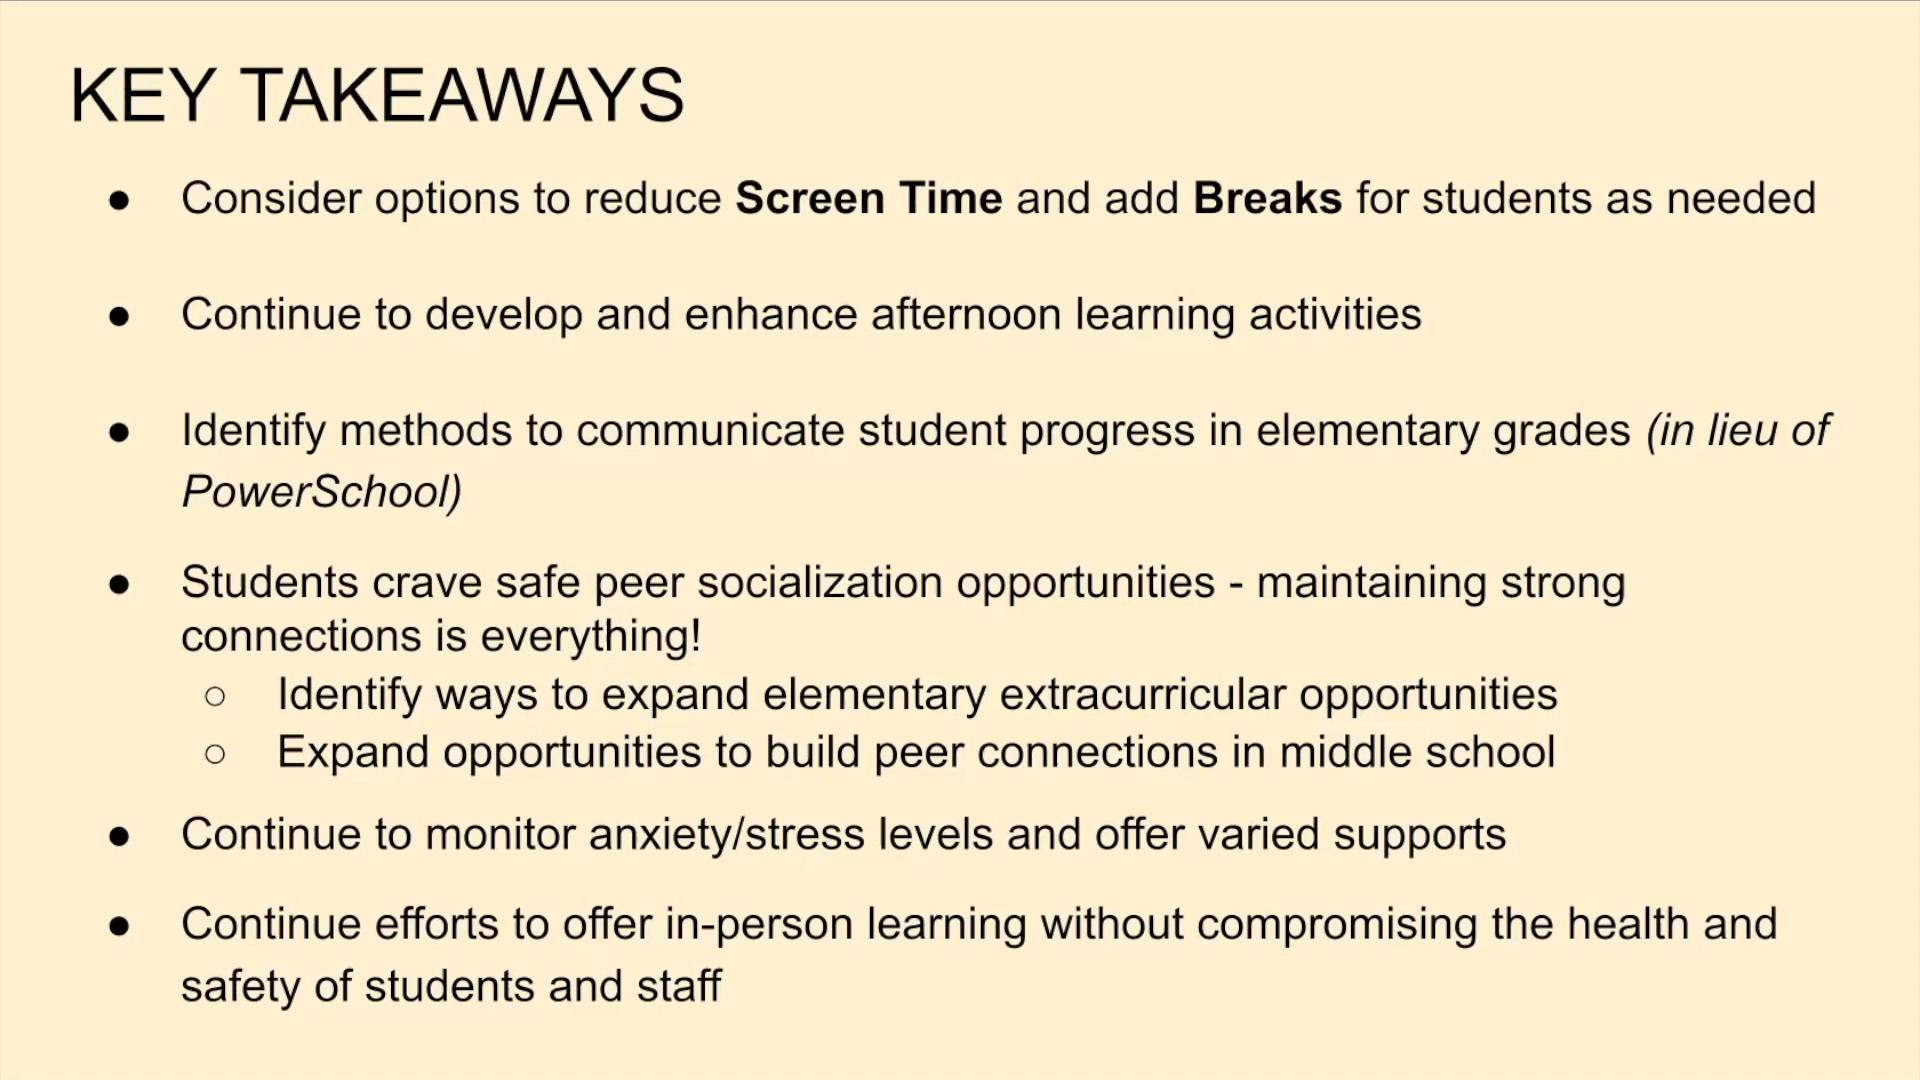 KEY TAKEAWAYS
● Consider options to reduce Screen Time and add Breaks for students as needed
● Continue to develop and enhance afternoon learning activities
● Identify methods to communicate student progress in elementary grades (in lieu of
PowerSchool)
● Students crave safe peer socialization opportunities - maintaining strong
connections is everything!
○ Identify ways to expand elementary extracurricular opportunities
○ Expand opportunities to build peer connections in middle school
● Continue to monitor anxiety/stress levels and offer varied supports
● Continue efforts to offer in-person learning without compromising the health and
safety of students and staff